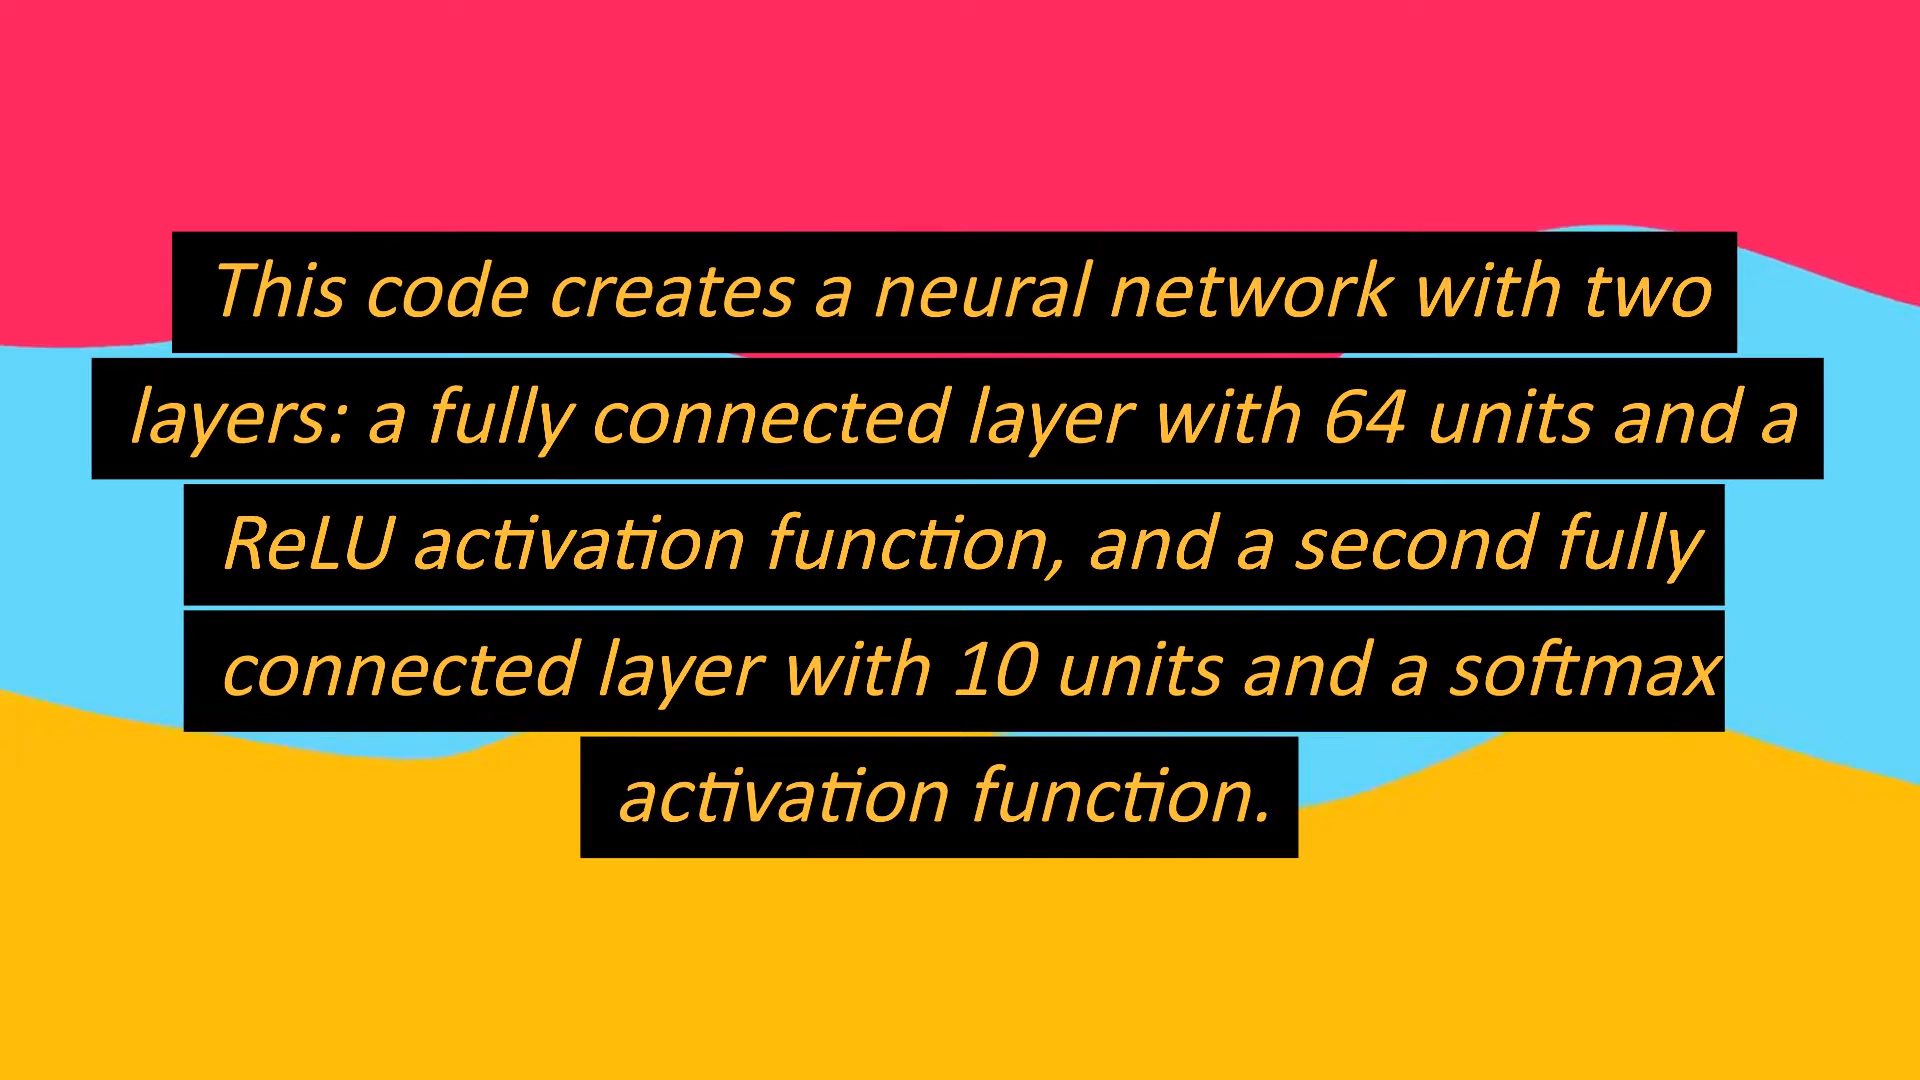 This code creates a neural network with two
layers: a fully connected layer with 64 units and a
ReLU activation function, and a second fully
connected layer with 10 units and a softmax
activation function.